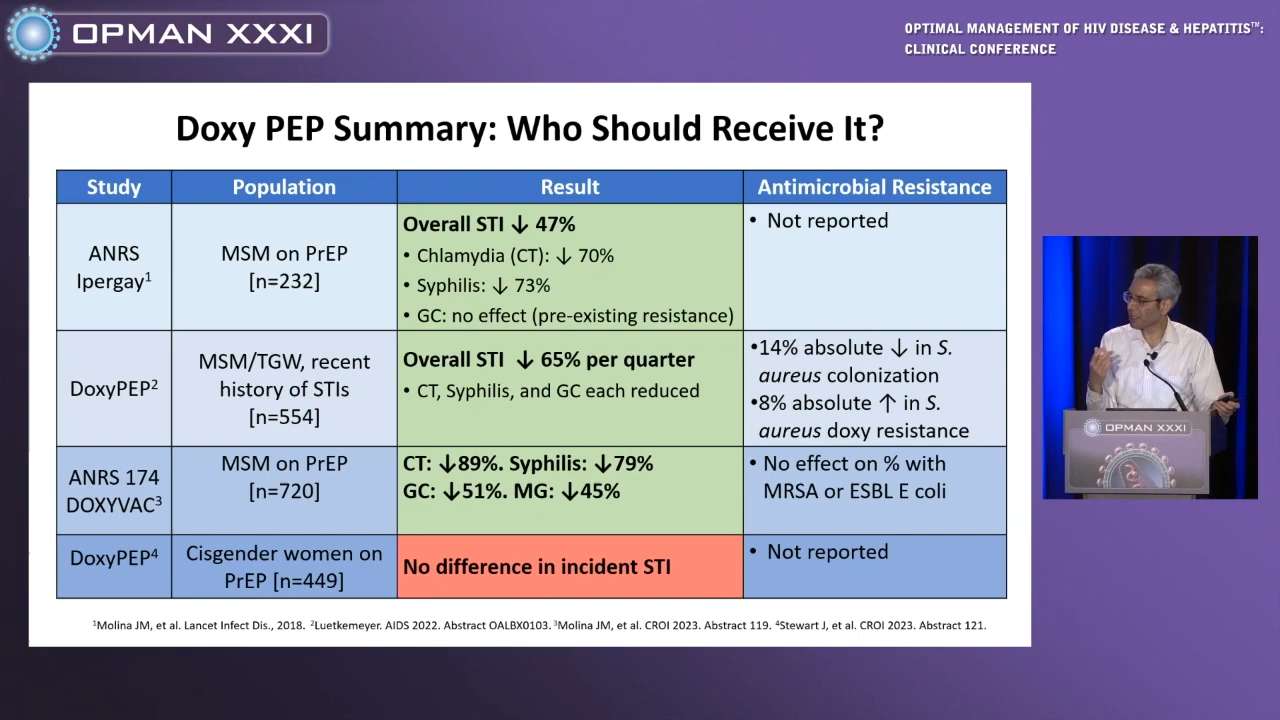 OPMAN XXXI
OPTIMAL MANAGEMENT OF HIV DISEASE & HEPATITIS™:
CLINICAL CONFERENCE
Doxy PEP Summary: Who Should Receive It?
Study
Population
Result
Antimicrobial Resistance
ANRS
Ipergay¹
MSM on PrEP
[n=232]
Overall STI ↓ 47%
• Chlamydia (CT): ↓ 70%
• Syphilis: ↓ 73%
• GC: no effect (pre-existing resistance)
• Not reported
DoxyPEP²
MSM/TGW, recent
history of STIs
[n=554]
Overall STI ↓ 65% per quarter
• CT, Syphilis, and GC each reduced
•14% absolute ↓ in S.
aureus colonization
•8% absolute ↑ in S.
aureus doxy resistance
ANRS 174
DOXYVAC³
MSM on PrEP
[n=720]
CT: ↓89%. Syphilis: ↓79%
GC: ↓51%. MG: ↓45%
• No effect on % with
MRSA or ESBL E coli
DoxyPEP⁴
Cisgender women on
PrEP [n=449]
No difference in incident STI
• Not reported
¹Molina JM, et al. Lancet Infect Dis., 2018. ²Luetkemeyer. AIDS 2022. Abstract OALBX0103. ³Molina JM, et al. CROI 2023. Abstract 119. ⁴Stewart J, et al. CROI 2023. Abstract 121.
OPMAN XXXI